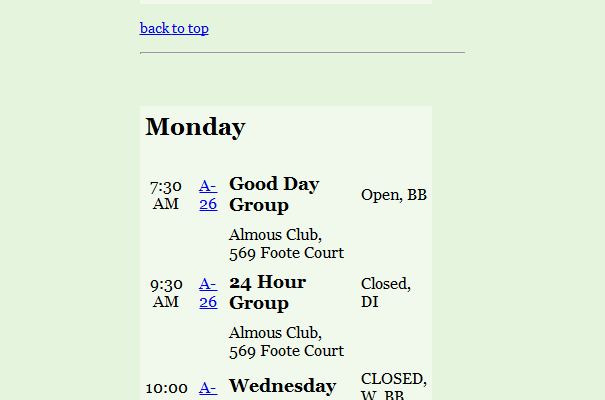 back to top
Monday
7:30 A- Good Day Open, BB
AM 26 Group
Almous Club,
569 Foote Court
9:30 A- 24 Hour Closed,
AM 26 Group DI
Almous Club,
569 Foote Court
10:00 A- Wednesday CLOSED,
W, BB